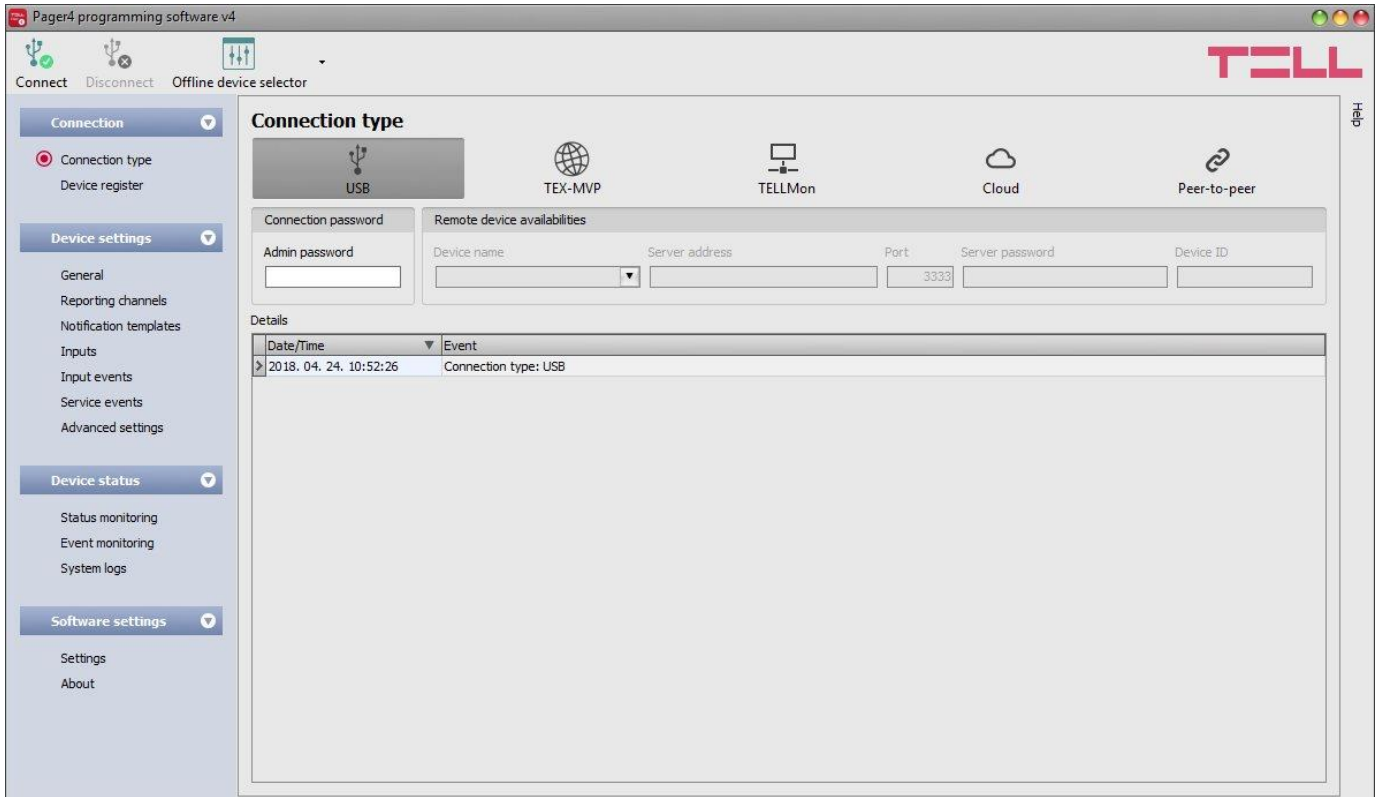 Pager4 programming software v4
Connect Disconnect Offline device selector
TELL
Help
Connection
Connection type
Device register
Device settings
General
Reporting channels
Notification templates
Inputs
Input events
Service events
Advanced settings
Device status
Status monitoring
Event monitoring
System logs
Software settings
Settings
About
Connection type
USB TEX-MVP TELLMon Cloud Peer-to-peer
Connection password
Admin password
Remote device availabilities
Device name Server address Port Server password Device ID
3333
Details
Date/Time Event
2018. 04. 24. 10:52:26 Connection type: USB